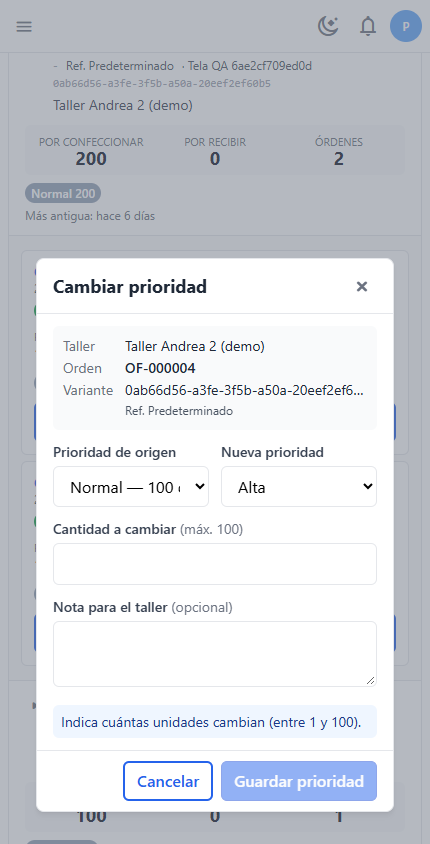 P
- Ref. Predeterminado · Tela QA 6ae2cf709ed0d
0ab66d56-a3fe-3f5b-a50a-20eef2ef60b5
Taller Andrea 2 (demo)
POR CONFECCIONAR POR RECIBIR ÓRDENES
200 0 2
Normal 200
Más antigua: hace 6 días
Cambiar prioridad
Taller Taller Andrea 2 (demo)
Orden OF-000004
Variante 0ab66d56-a3fe-3f5b-a50a-20eef2ef6...
Ref. Predeterminado
Prioridad de origen Nueva prioridad
Normal — 100 Alta
Cantidad a cambiar (máx. 100)
Nota para el taller (opcional)
Indica cuántas unidades cambian (entre 1 y 100).
Cancelar Guardar prioridad
100 0 1